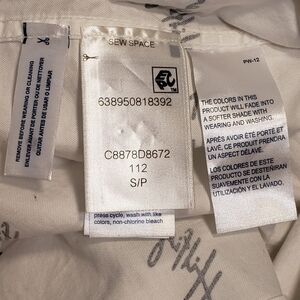 REMOVE BEFORE WEARING OR CLEANING
ENLEVER AVANT DE PORTER OU DE NETTOYER
QUITAR ANTES DE USAR O LIMPIAR
SEW SPACE
638950818392
C8878D8672
112
S/P
press cycle, wash with like
colors, non-chlorine bleach
PW-12
THE COLORS IN THIS
PRODUCT WILL FADE INTO
A SOFTER SHADE WITH
WEARING AND WASHING.
APRÈS AVOIR ÉTÉ PORTÉ ET
LAVÉ, CE PRODUIT PRENDRA
UN ASPECT DÉLAVÉ.
LOS COLORES DE ESTE
PRODUCTO SE DESTEÑIRAN
SUAVEMENTE CON LA
UTILIZACIÓN Y EL LAVADO.